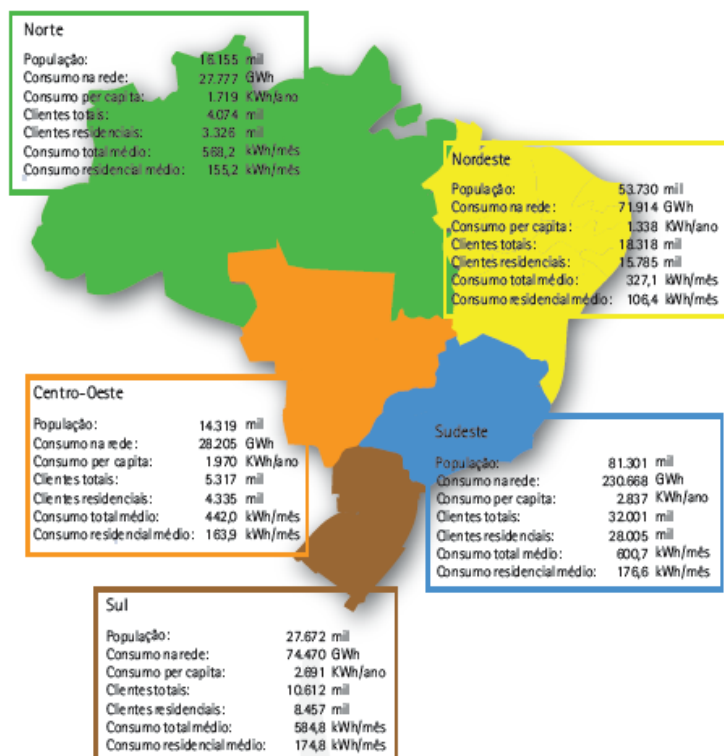 Norte
População: 16.155 mil
Consumo na rede: 27.777 GWh
Consumo per capita: 1.719 KWh/ano
Clientes totais: 4.074 mil
Clientes residenciais: 3.326 mil
Consumo total médio: 568,2 kWh/mês
Consumo residencial médio: 155,2 kWh/mês
Nordeste
População: 53.730 mil
Consumo na rede: 71.914 GWh
Consumo per capita: 1.338 KWh/ano
Clientes totais: 18.318 mil
Clientes residenciais: 15.785 mil
Consumo total médio: 327,1 kWh/mês
Consumo residencial médio: 106,4 kWh/mês
Centro-Oeste
População: 14.319 mil
Consumo na rede: 28.205 GWh
Consumo per capita: 1.970 KWh/ano
Clientes totais: 5.317 mil
Clientes residenciais: 4.335 mil
Consumo total médio: 442,0 kWh/mês
Consumo residencial médio: 163,9 kWh/mês
Sudeste
População: 81.301 mil
Consumo na rede: 230.668 GWh
Consumo per capita: 2.837 KWh/ano
Clientes totais: 32.001 mil
Clientes residenciais: 28.005 mil
Consumo total médio: 600,7 kWh/mês
Consumo residencial médio: 176,6 kWh/mês
Sul
População: 27.672 mil
Consumo na rede: 74.470 GWh
Consumo per capita: 2.691 KWh/ano
Clientes totais: 10.612 mil
Clientes residenciais: 8.457 mil
Consumo total médio: 584,8 kWh/mês
Consumo residencial médio: 174,8 kWh/mês